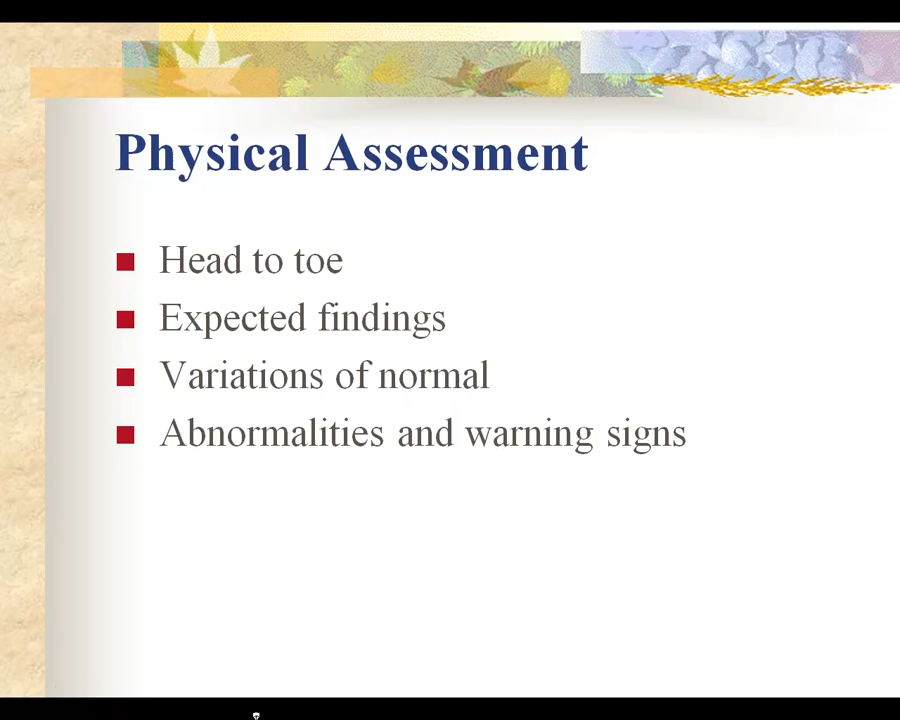 Physical Assessment
Head to toe
Expected findings
Variations of normal
Abnormalities and warning signs